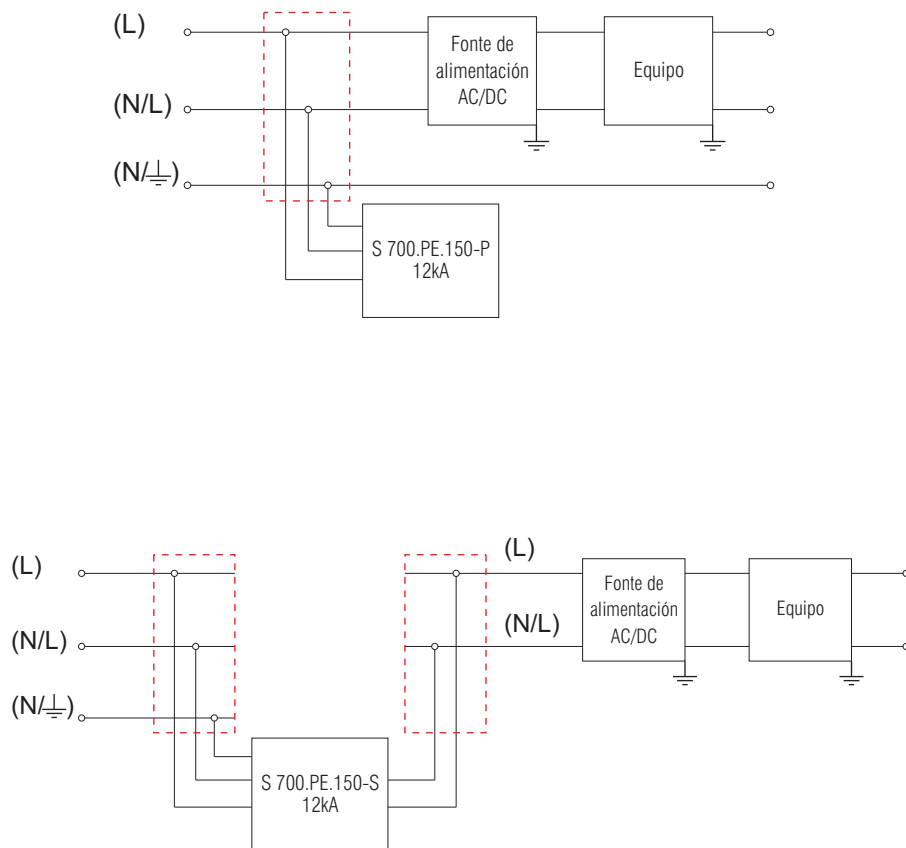 (L)
Fonte de
alimentación
AC/DC
Equipo
(N/L)
(N/⏚)
S 700.PE.150-P
12kA
(L)
(L)
Fonte de
alimentación
AC/DC
Equipo
(N/L)
(N/L)
(N/⏚)
S 700.PE.150-S
12kA